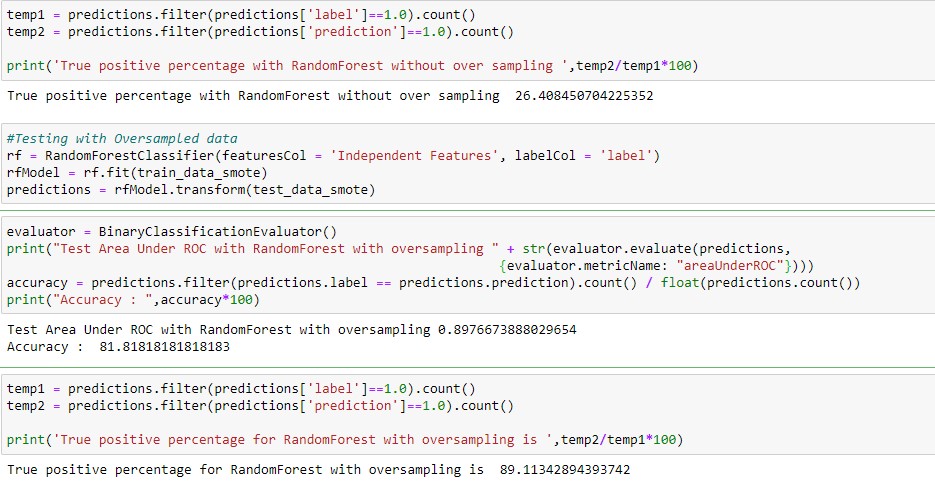 temp1 = predictions.filter(predictions['label']==1.0).count()
temp2 = predictions.filter(predictions['prediction']==1.0).count()
print('True positive percentage with RandomForest without over sampling ',temp2/temp1*100)
True positive percentage with RandomForest without over sampling  26.408450704225352
#Testing with Oversampled data
rf = RandomForestClassifier(featuresCol = 'Independent Features', labelCol = 'label')
rfModel = rf.fit(train_data_smote)
predictions = rfModel.transform(test_data_smote)
evaluator = BinaryClassificationEvaluator()
print("Test Area Under ROC with RandomForest with oversampling " + str(evaluator.evaluate(predictions,
{evaluator.metricName: "areaUnderROC"})))
accuracy = predictions.filter(predictions.label == predictions.prediction).count() / float(predictions.count())
print("Accuracy : ",accuracy*100)
Test Area Under ROC with RandomForest with oversampling 0.8976673888029654
Accuracy :  81.81818181818183
temp1 = predictions.filter(predictions['label']==1.0).count()
temp2 = predictions.filter(predictions['prediction']==1.0).count()
print('True positive percentage for RandomForest with oversampling is ',temp2/temp1*100)
True positive percentage for RandomForest with oversampling is  89.11342894393742